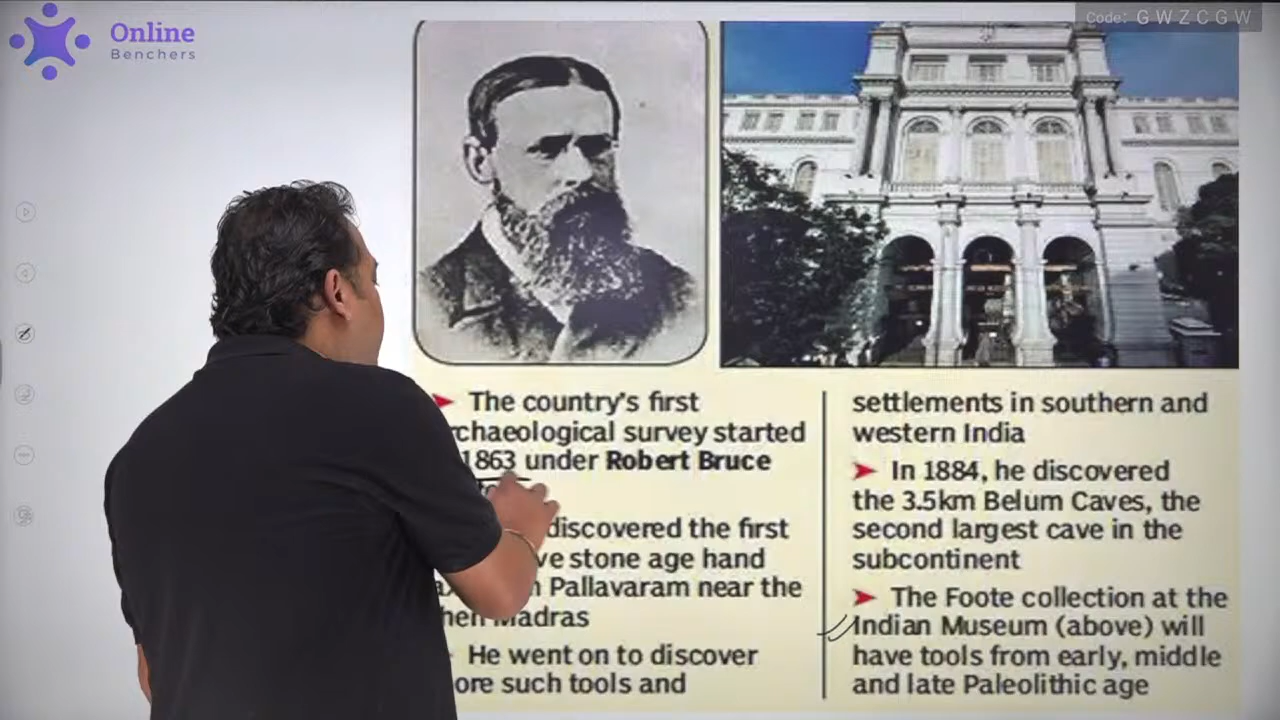 Online
Benchers
Code: G W Z C G W
The country's first
chaeological survey started
1863 under Robert Bruce
discovered the first
ve stone age hand
Pallavaram near the
hen Madras
He went on to discover
ore such tools and
settlements in southern and
western India
In 1884, he discovered
the 3.5km Belum Caves, the
second largest cave in the
subcontinent
The Foote collection at the
Indian Museum (above) will
have tools from early, middle
and late Paleolithic age